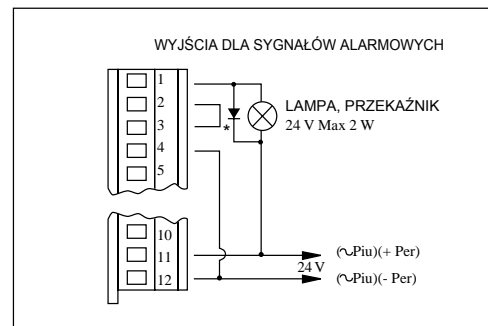 WYJŚCIA DLA SYGNAŁÓW ALARMOWYCH
1
2
3
4
5
*
LAMPA, PRZEKAŹNIK
24 V Max 2 W
10
11
12
24 V
(∿Piu)(+ Per)
(∿Piu)(- Per)